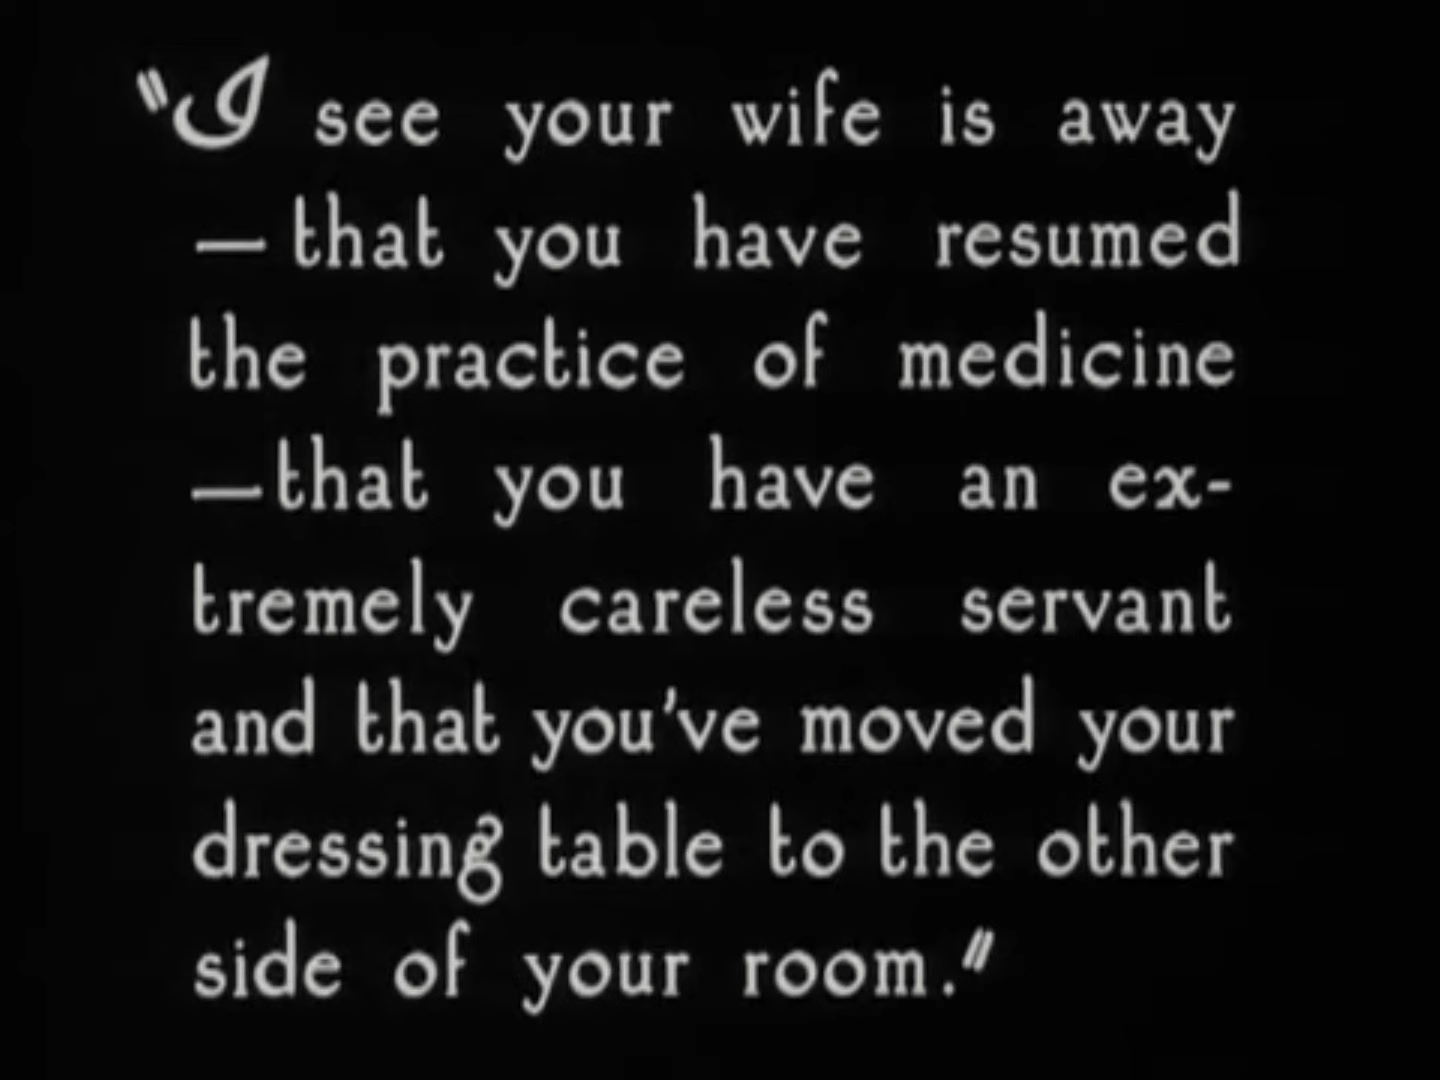 "I see your wife is away
—that you have resumed
the practice of medicine
—that you have an ex-
tremely careless servant
and that you've moved your
dressing table to the other
side of your room."